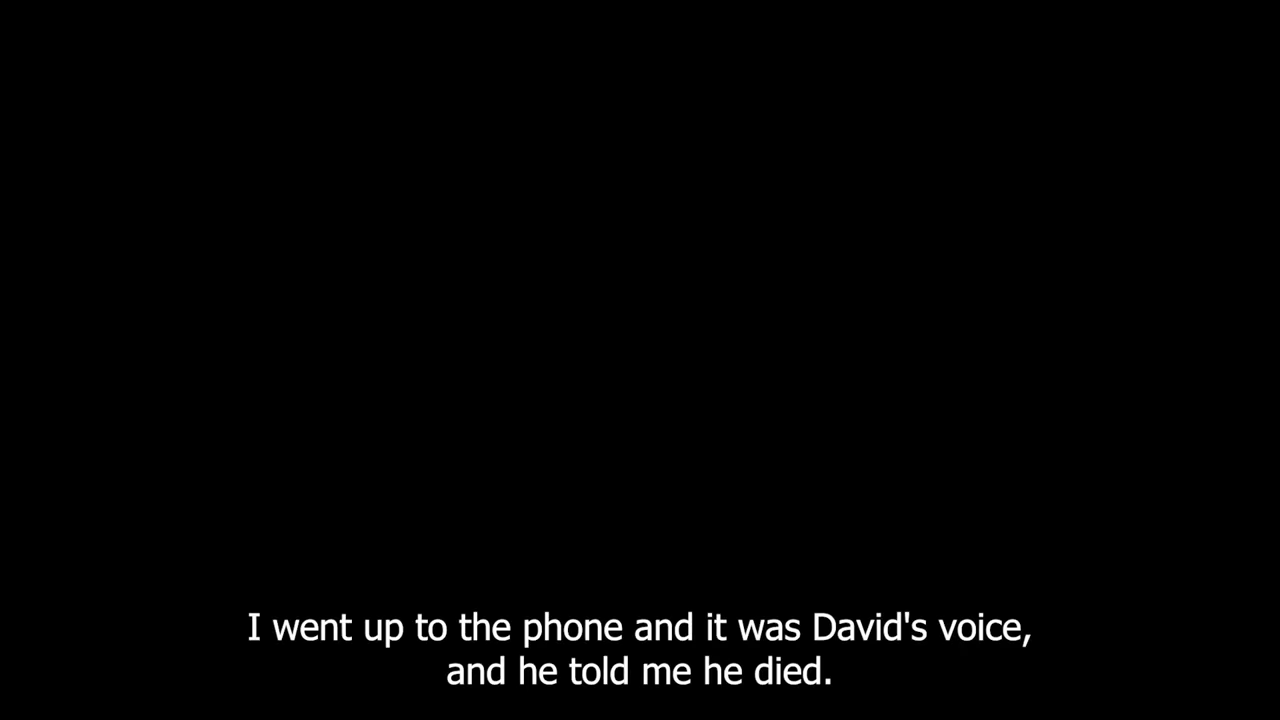 I went up to the phone and it was David's voice,
and he told me he died.